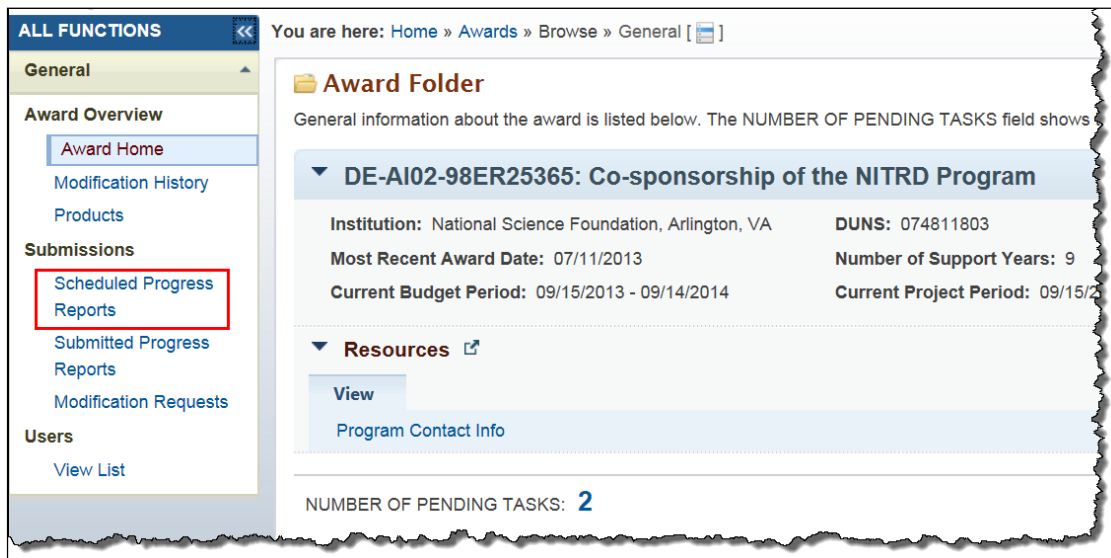 ALL FUNCTIONS
General
Award Overview
Award Home
Modification History
Products
Submissions
Scheduled Progress
Reports
Submitted Progress
Reports
Modification Requests
Users
View List
You are here: Home » Awards » Browse » General [ ]
Award Folder
General information about the award is listed below. The NUMBER OF PENDING TASKS field shows
DE-AI02-98ER25365: Co-sponsorship of the NITRD Program
Institution: National Science Foundation, Arlington, VA DUNS: 074811803
Most Recent Award Date: 07/11/2013 Number of Support Years: 9
Current Budget Period: 09/15/2013 - 09/14/2014 Current Project Period: 09/15/2
Resources
View
Program Contact Info
NUMBER OF PENDING TASKS: 2